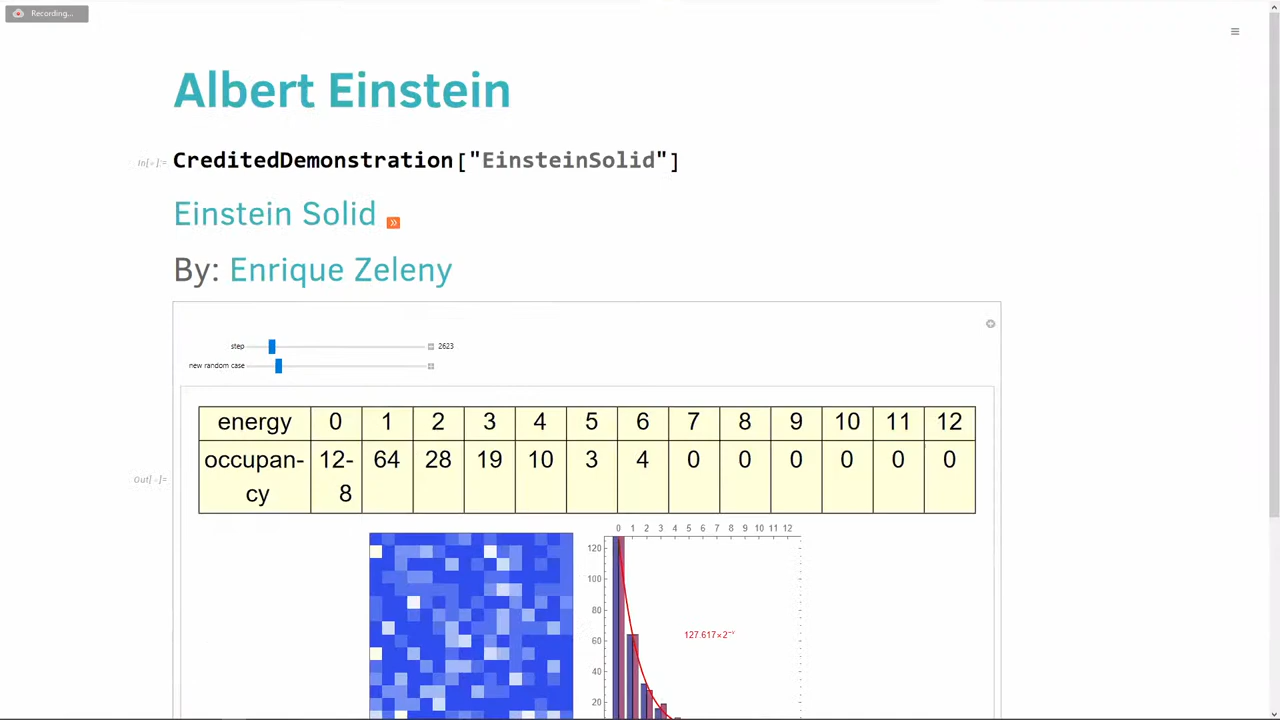 Recording...
Albert Einstein
In[ ]:= CreditedDemonstration["EinsteinSolid"]
Einstein Solid »
By: Enrique Zeleny
step 2623
new random case
energy 0 1 2 3 4 5 6 7 8 9 10 11 12
occupan- 12- 64 28 19 10 3 4 0 0 0 0 0 0
cy 8
Out[ ]=
0 1 2 3 4 5 6 7 8 9 10 11 12
120
100
80
127.617×2⁻ᵛ
60
40
20